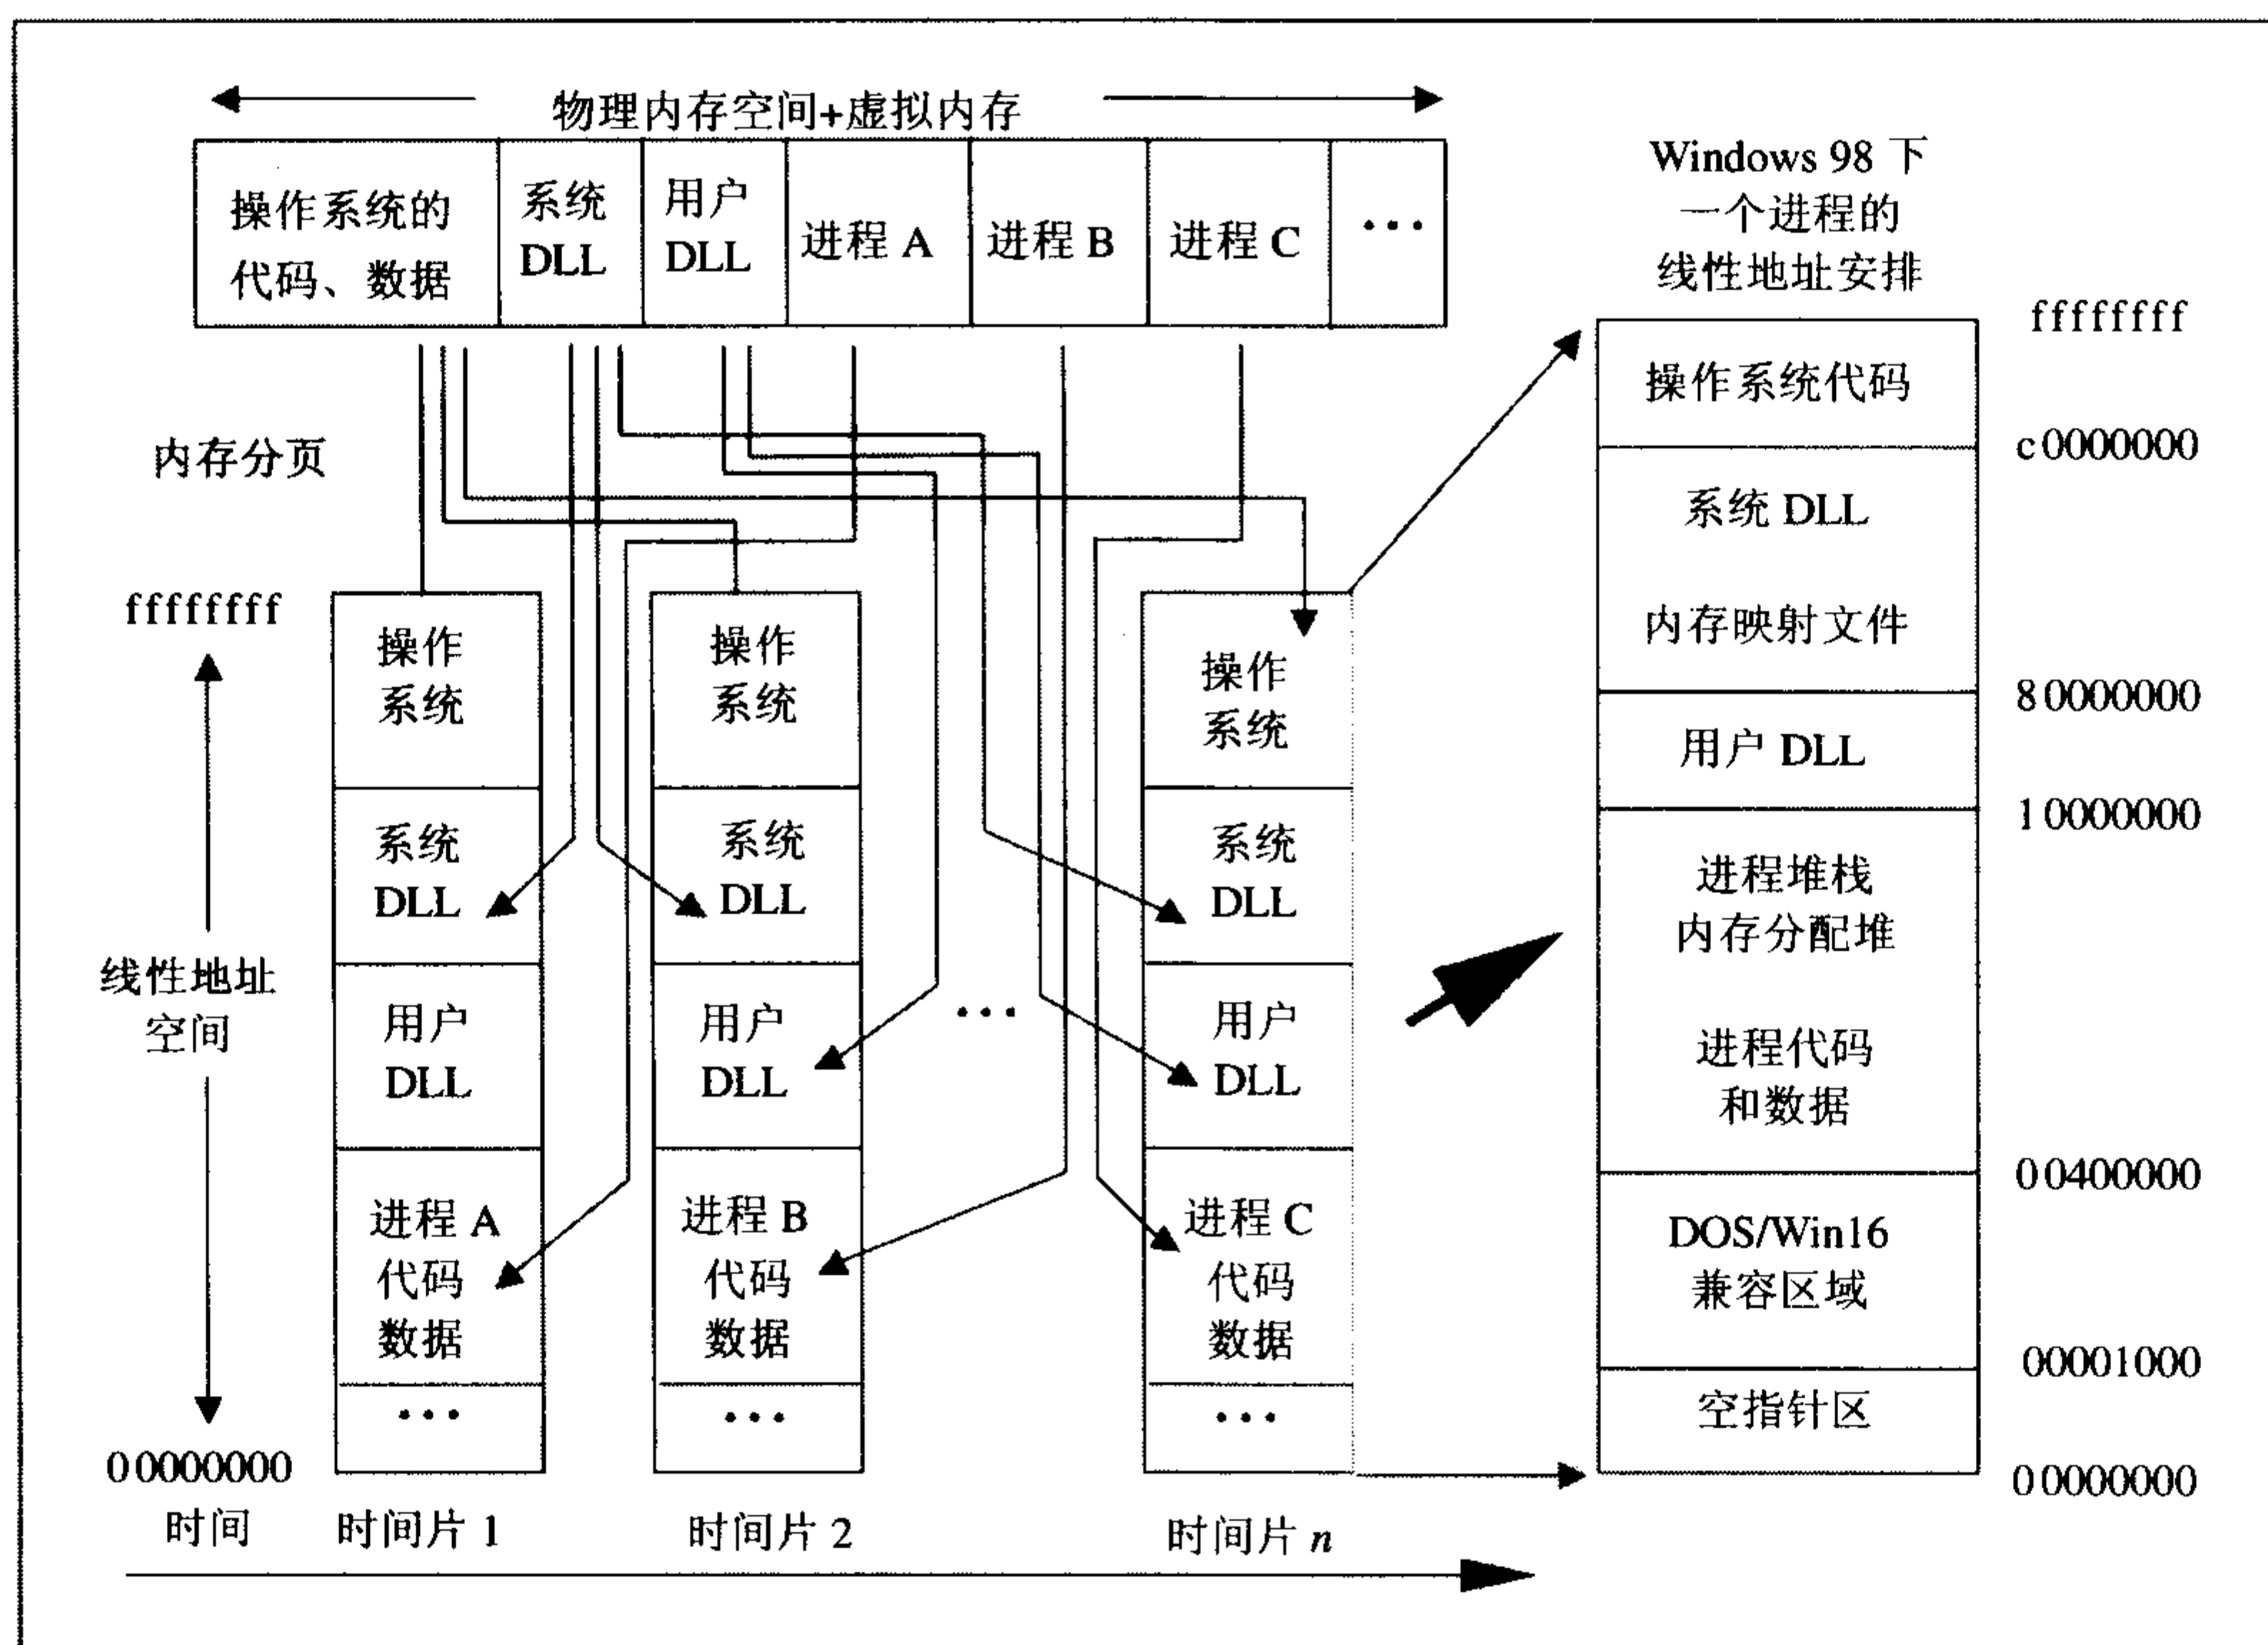 物理内存空间+虚拟内存
操作系统的
代码、数据
系统
DLL
用户
DLL
进程 A
进程 B
进程 C
···
内存分页
ffffffff
线性地址
空间
00000000
时间
操作
系统
系统
DLL
用户
DLL
进程 A
代码
数据
···
时间片 1
操作
系统
系统
DLL
用户
DLL
进程 B
代码
数据
···
时间片 2
···
操作
系统
系统
DLL
用户
DLL
进程 C
代码
数据
···
时间片 n
Windows 98 下
一个进程的
线性地址安排
ffffffff
操作系统代码
c0000000
系统 DLL
内存映射文件
80000000
用户 DLL
10000000
进程堆栈
内存分配堆
进程代码
和数据
00400000
DOS/Win16
兼容区域
00001000
空指针区
00000000